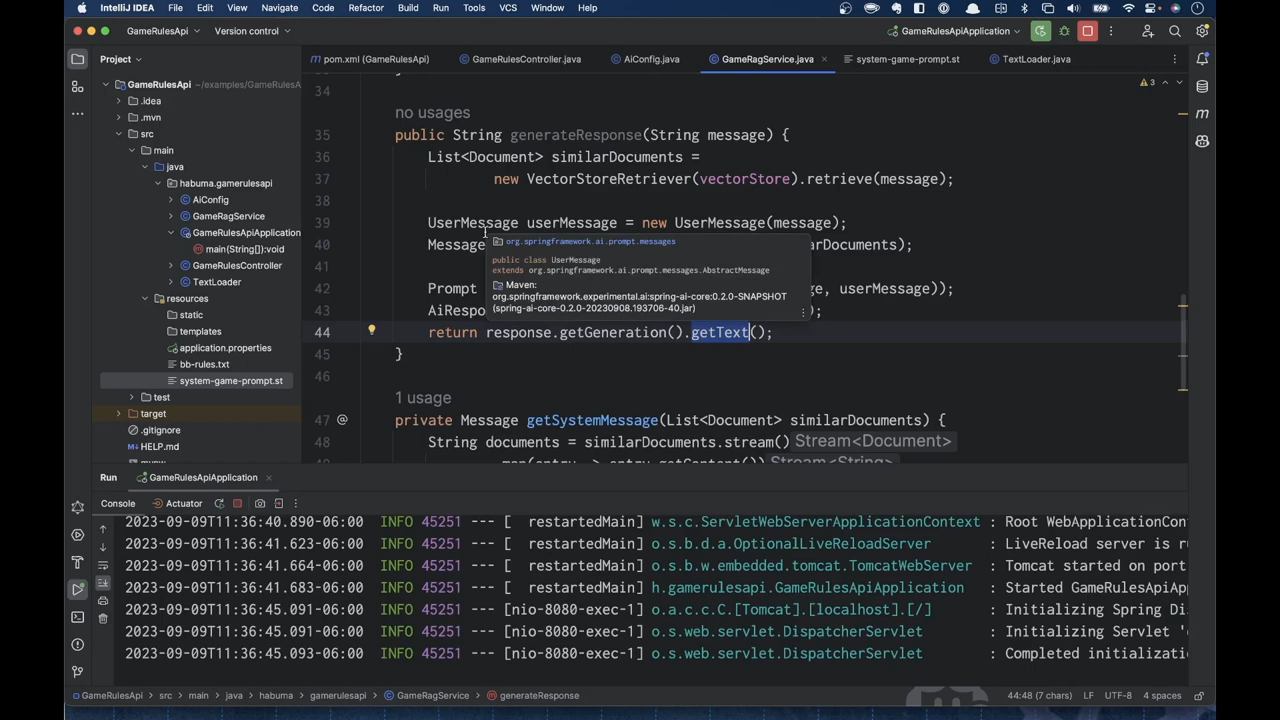 IntelliJ IDEA File Edit View Navigate Code Refactor Build Run Tools VCS Window Help
GameRulesApi Version control GameRulesApiApplication
Project pom.xml (GameRulesApi) GameRulesController.java AiConfig.java GameRagService.java system-game-prompt.st TextLoader.java
GameRulesApi ~/examples/GameRulesA
.idea
.mvn
src
main
java
habuma.gamerulesapi
AiConfig
GameRagService
GameRulesApiApplication
main(String[]):void
GameRulesController
TextLoader
resources
static
templates
application.properties
bb-rules.txt
system-game-prompt.st
test
target
.gitignore
HELP.md
3
34
no usages
35 public String generateResponse(String message) {
36 List<Document> similarDocuments =
37 new VectorStoreRetriever(vectorStore).retrieve(message);
38
39 UserMessage userMessage = new UserMessage(message);
40 Message arDocuments);
41
42 Prompt , userMessage));
43 AiRespo );
44 return response.getGeneration().getText();
45 }
46
1 usage
47 @ private Message getSystemMessage(List<Document> similarDocuments) {
48 String documents = similarDocuments.stream() Stream<Document>
map(entry -> entry.getContent()) Stream<String>
org.springframework.ai.prompt.messages
public class UserMessage
extends org.springframework.ai.prompt.messages.AbstractMessage
Maven:
org.springframework.experimental.ai:spring-ai-core:0.2.0-SNAPSHOT
(spring-ai-core-0.2.0-20230908.193706-40.jar)
Run GameRulesApiApplication
Console Actuator
2023-09-09T11:36:40.890-06:00 INFO 45251 --- [ restartedMain] w.s.c.ServletWebServerApplicationContext : Root WebApplicationCon
2023-09-09T11:36:41.623-06:00 INFO 45251 --- [ restartedMain] o.s.b.d.a.OptionalLiveReloadServer : LiveReload server is ru
2023-09-09T11:36:41.664-06:00 INFO 45251 --- [ restartedMain] o.s.b.w.embedded.tomcat.TomcatWebServer : Tomcat started on port
2023-09-09T11:36:41.683-06:00 INFO 45251 --- [ restartedMain] h.gamerulesapi.GameRulesApiApplication : Started GameRulesApiApp
2023-09-09T11:36:45.091-06:00 INFO 45251 --- [nio-8080-exec-1] o.a.c.c.C.[Tomcat].[localhost].[/] : Initializing Spring Dis
2023-09-09T11:36:45.091-06:00 INFO 45251 --- [nio-8080-exec-1] o.s.web.servlet.DispatcherServlet : Initializing Servlet 'd
2023-09-09T11:36:45.093-06:00 INFO 45251 --- [nio-8080-exec-1] o.s.web.servlet.DispatcherServlet : Completed initializatio
GameRulesApi src main java habuma gamerulesapi GameRagService generateResponse 44:48 (7 chars) LF UTF-8 4 spaces